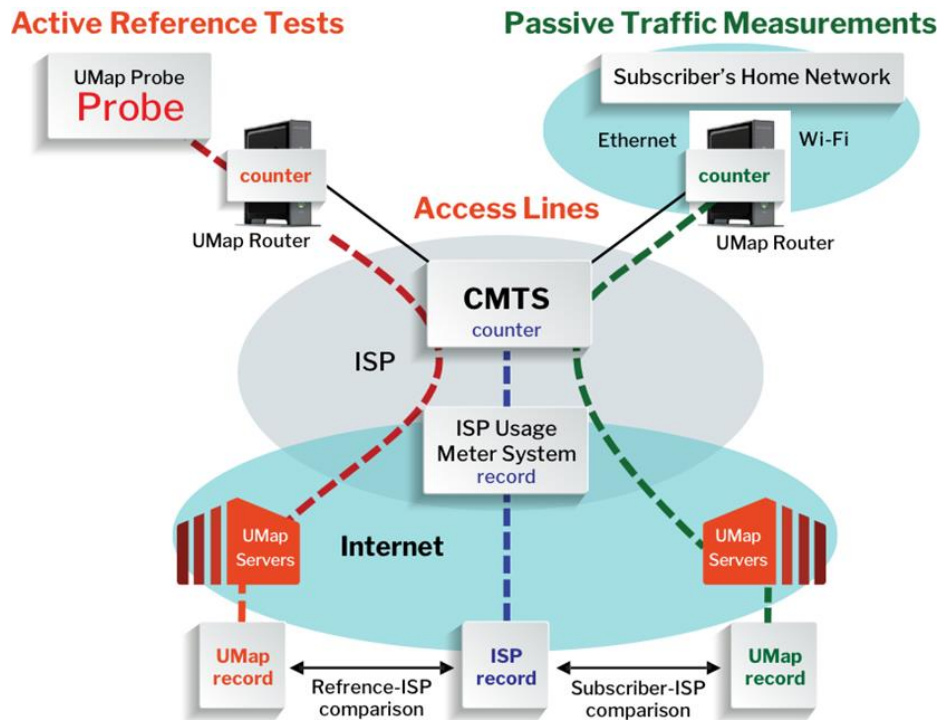 Active Reference Tests
Passive Traffic Measurements
UMap Probe
Probe
Subscriber's Home Network
Ethernet
Wi-Fi
counter
counter
Access Lines
UMap Router
UMap Router
CMTS
counter
ISP
ISP Usage
Meter System
record
UMap
Servers
Internet
UMap
Servers
UMap
record
ISP
record
UMap
record
Refrence-ISP
comparison
Subscriber-ISP
comparison